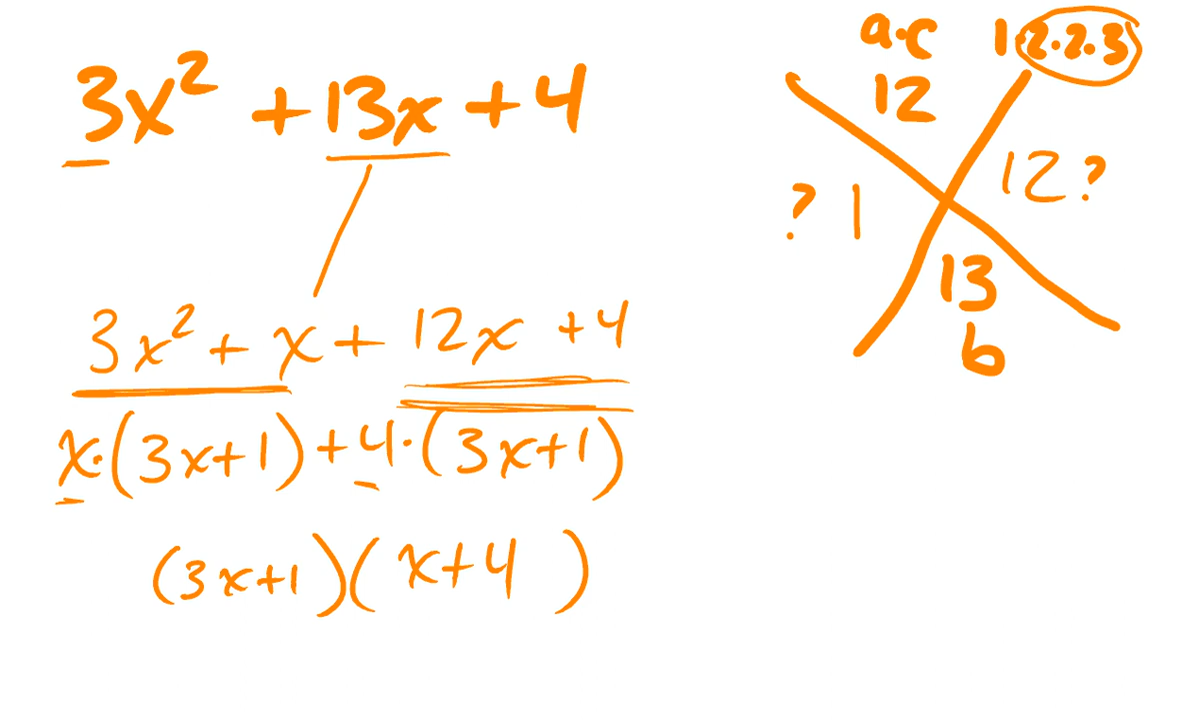 3x² + 13x + 4
3x² + x + 12x + 4
x·(3x+1) + 4·(3x+1)
(3x+1)(x+4)
a·c 1·2·2·3
12
? 1 12?
13
b